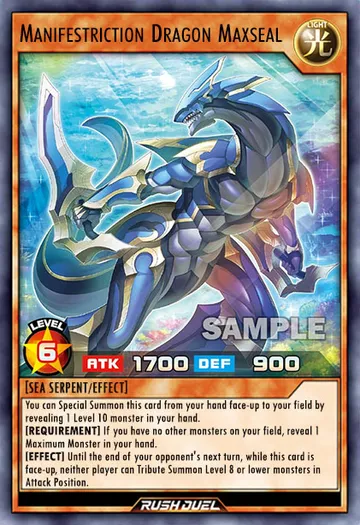 MANIFESTRICTION DRAGON MAXSEAL
LIGHT
光
SAMPLE
LEVEL
6
ATK 1700 DEF 900
[SEA SERPENT/EFFECT]
You can Special Summon this card from your hand face-up to your field by
revealing 1 Level 10 monster in your hand.
[REQUIREMENT] If you have no other monsters on your field, reveal 1
Maximum Monster in your hand.
[EFFECT] Until the end of your opponent's next turn, while this card is
face-up, neither player can Tribute Summon Level 8 or lower monsters in
Attack Position.
RUSH DUEL